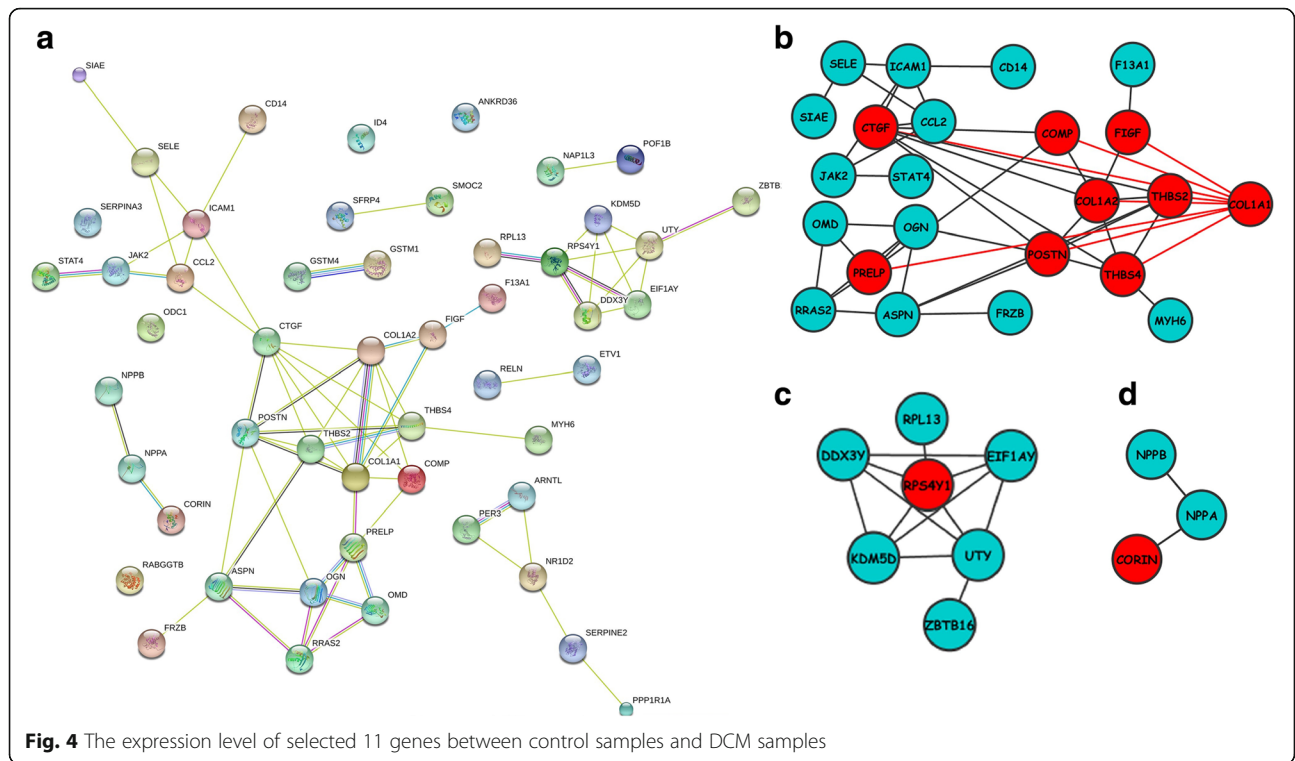 a
SIAE
CD14
ANKRD36
ID4
SELE
NAP1L3
POF1B
SERPINA3
ICAM1
SFRP4
SMOC2
KDM5D
ZBTB
UTY
RPL13
RPS4Y1
STAT4
JAK2
CCL2
GSTM4
GSTM1
F13A1
DDX3Y
EIF1AY
ODC1
CTGF
COL1A2
FIGF
RELN
ETV1
NPPB
POSTN
THBS4
MYH6
THBS2
NPPA
COL1A1
COMP
CORIN
ARNTL
PER3
PRELP
RABGGTB
ASPN
OGN
OMD
NR1D2
FRZB
RRAS2
SERPINE2
PPP1R1A
b
SELE
ICAM1
CD14
F13A1
SIAE
CTGF
CCL2
COMP
FIGF
JAK2
STAT4
COL1A2
THBS2
COL1A1
OMD
OGN
POSTN
PRELP
THBS4
RRAS2
ASPN
FRZB
MYH6
c
RPL13
DDX3Y
EIF1AY
RPS4Y1
KDM5D
UTY
ZBTB16
d
NPPB
NPPA
CORIN
Fig. 4 The expression level of selected 11 genes between control samples and DCM samples